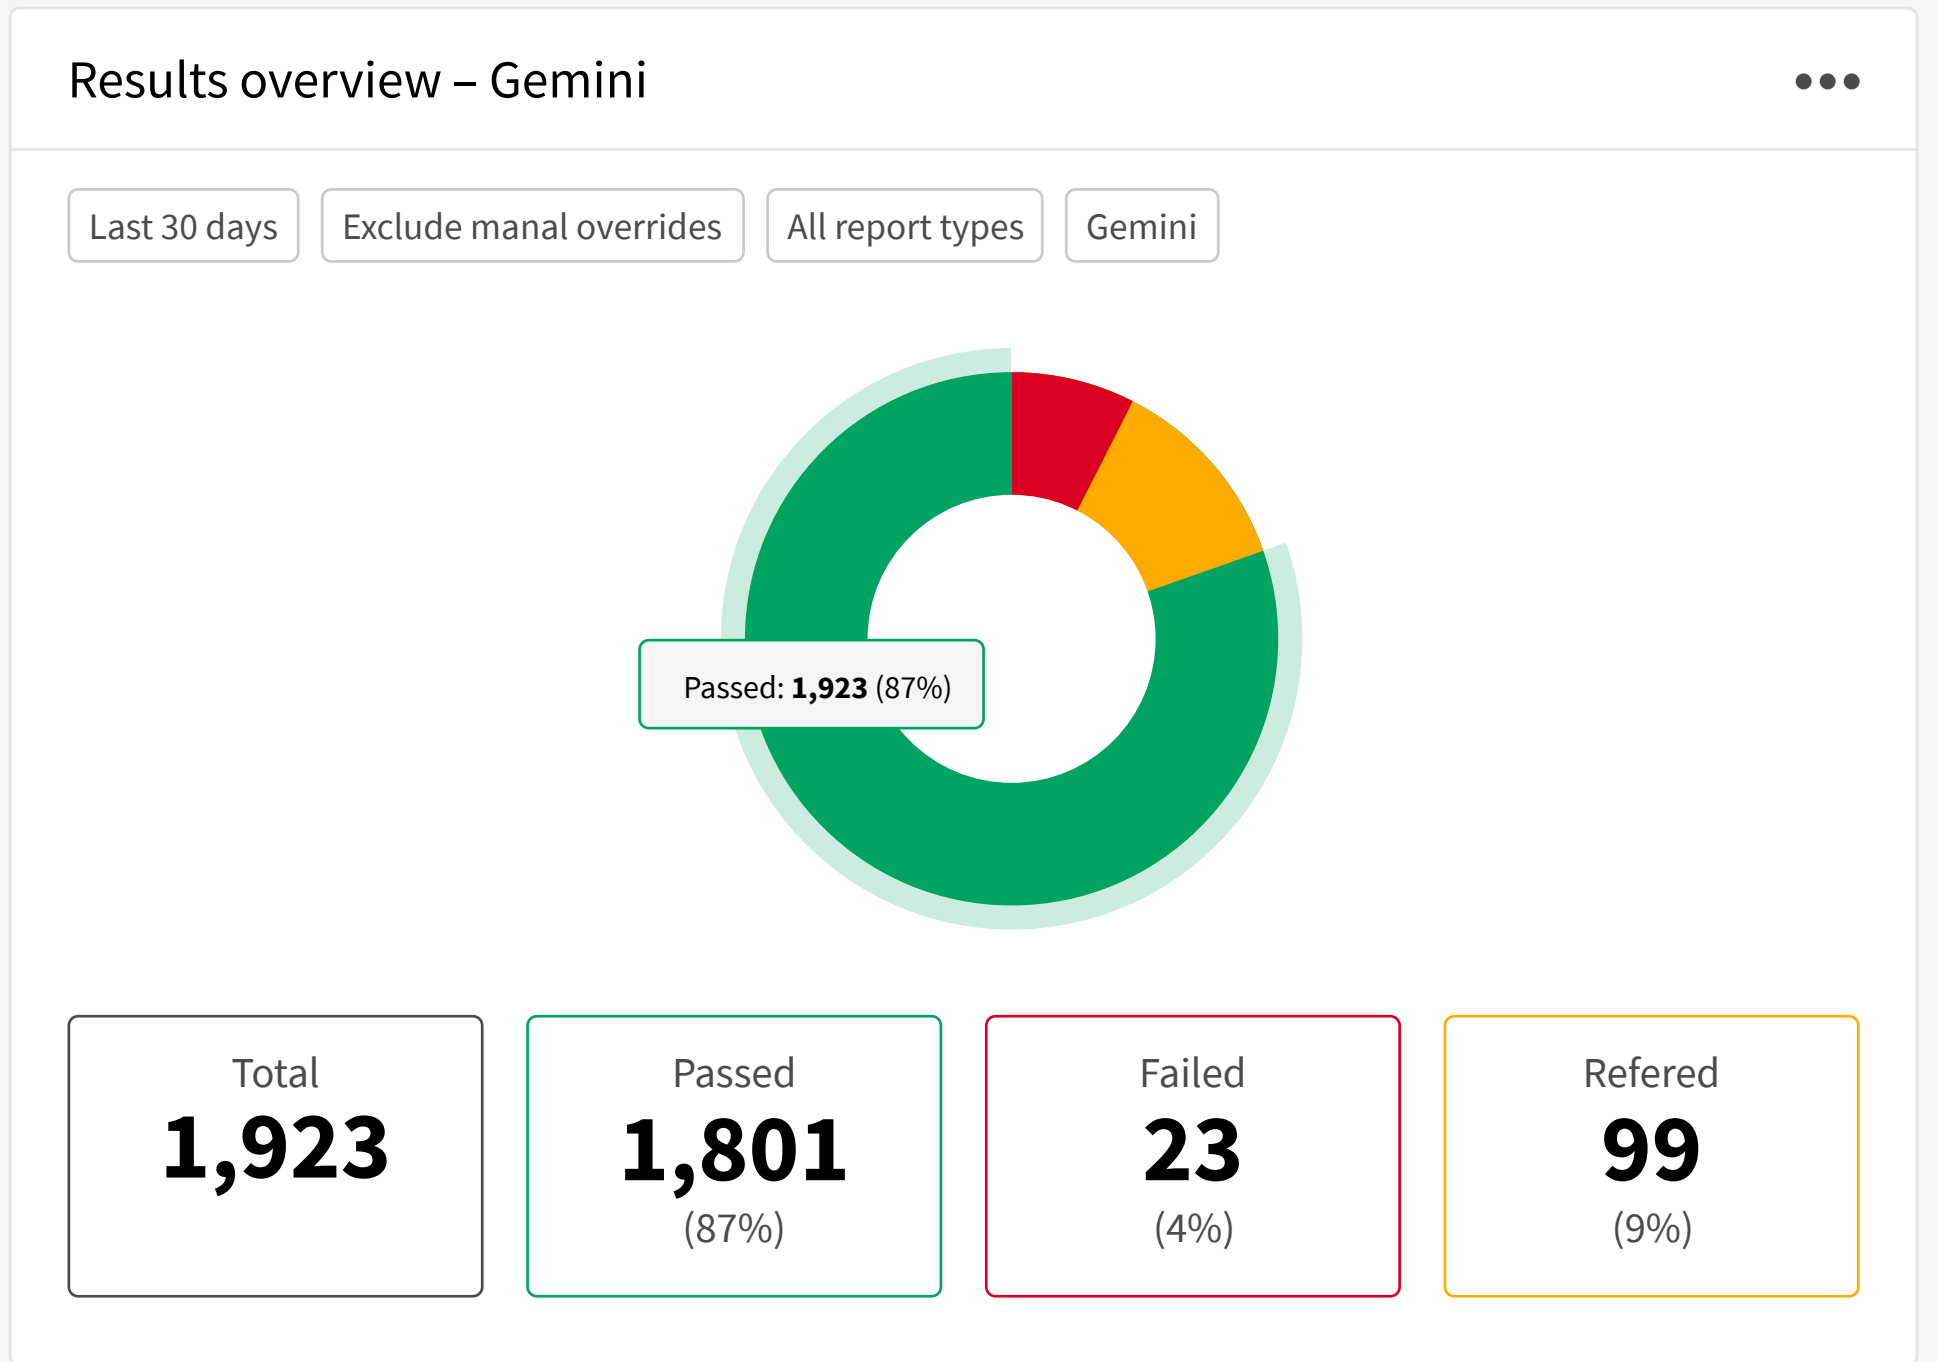 Results overview – Gemini
Last 30 days
Exclude manal overrides
All report types
Gemini
Passed: 1,923 (87%)
Total
1,923
Passed
1,801
(87%)
Failed
23
(4%)
Refered
99
(9%)